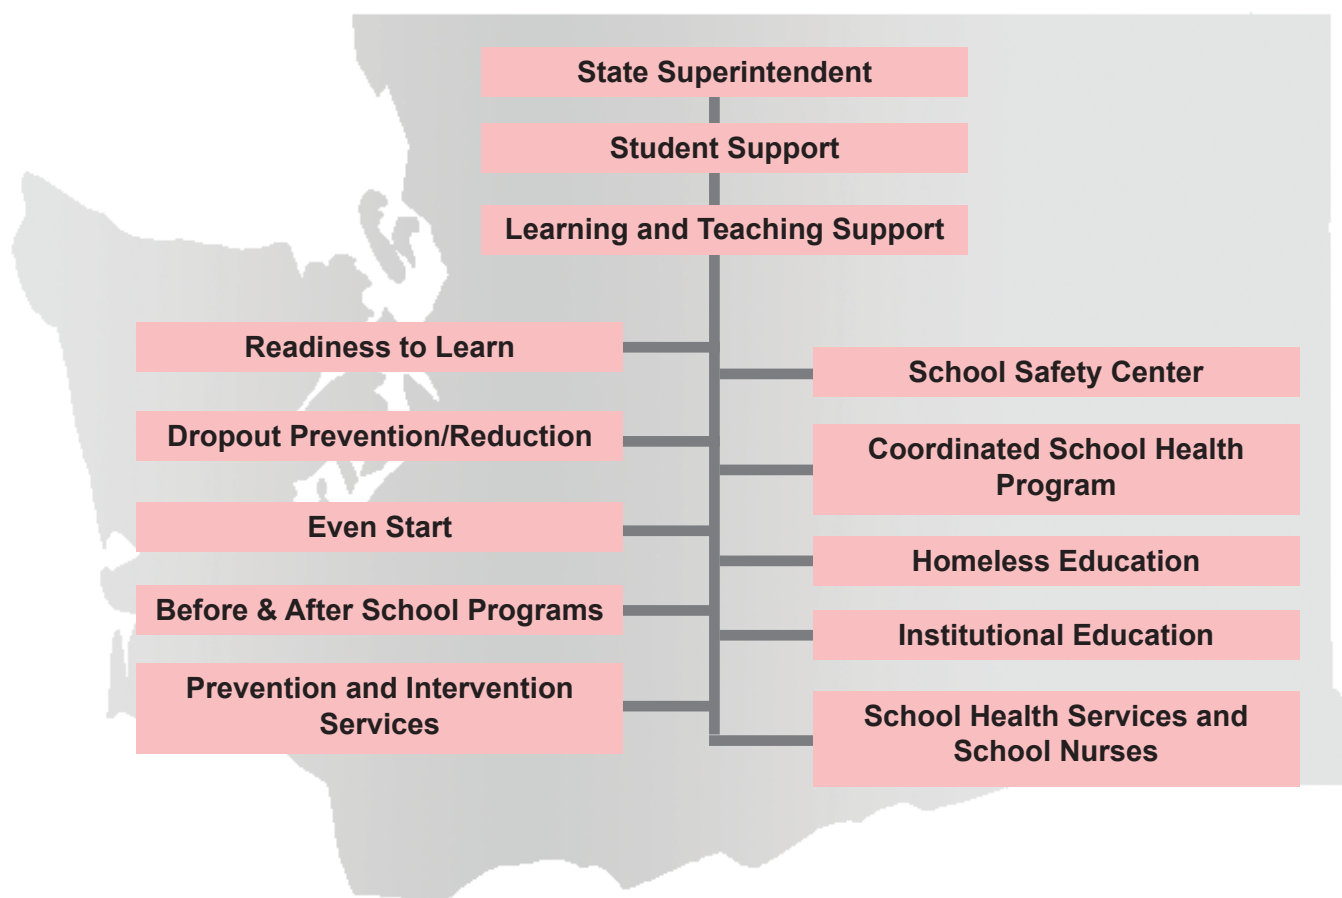 State Superintendent
Student Support
Learning and Teaching Support
Readiness to Learn
Dropout Prevention/Reduction
Even Start
Before & After School Programs
Prevention and Intervention
Services
School Safety Center
Coordinated School Health
Program
Homeless Education
Institutional Education
School Health Services and
School Nurses